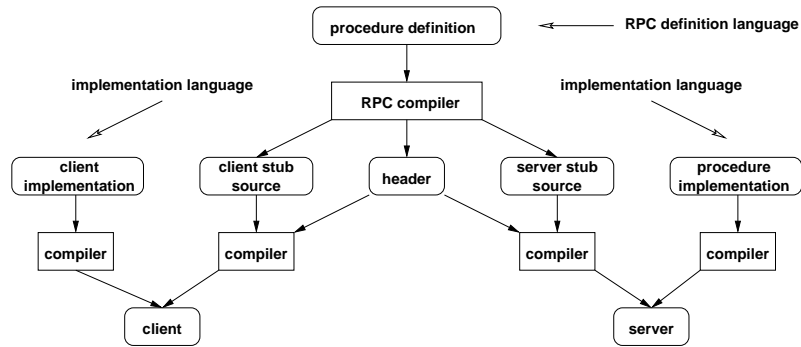 procedure definition
RPC definition language
implementation language
implementation language
RPC compiler
client
implementation
client stub
source
header
server stub
source
procedure
implementation
compiler
compiler
compiler
compiler
client
server